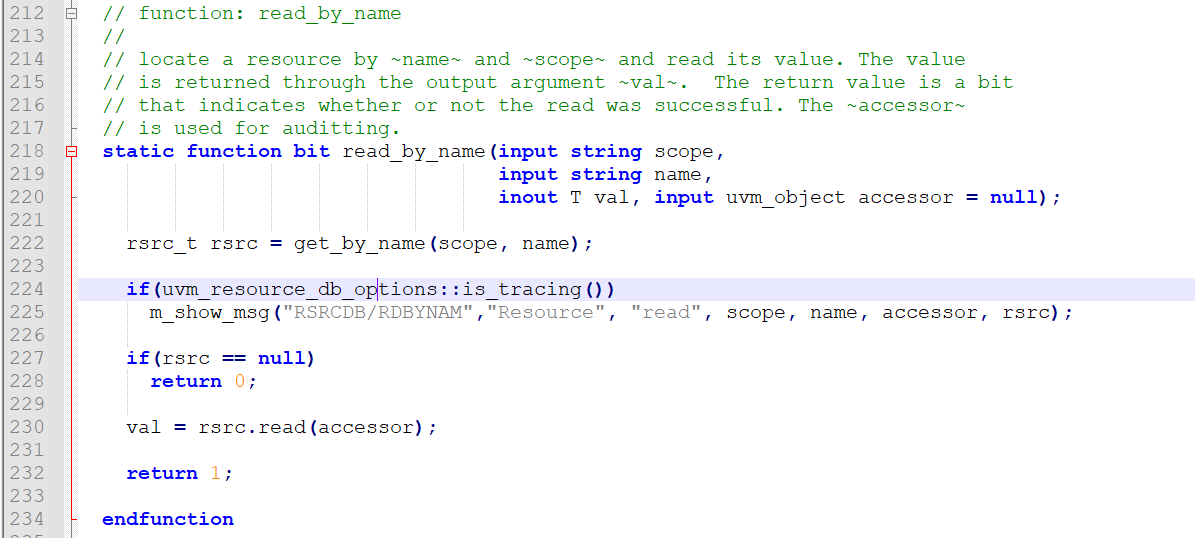 212 // function: read_by_name
213 //
214 // locate a resource by ~name~ and ~scope~ and read its value. The value
215 // is returned through the output argument ~val~.  The return value is a bit
216 // that indicates whether or not the read was successful. The ~accessor~
217 // is used for auditting.
218 static function bit read_by_name(input string scope,
219                                  input string name,
220                                  inout T val, input uvm_object accessor = null);
221
222   rsrc_t rsrc = get_by_name(scope, name);
223
224   if(uvm_resource_db_options::is_tracing())
225     m_show_msg("RSRCDB/RDBYNAM","Resource", "read", scope, name, accessor, rsrc);
226
227   if(rsrc == null)
228     return 0;
229
230   val = rsrc.read(accessor);
231
232   return 1;
233
234 endfunction